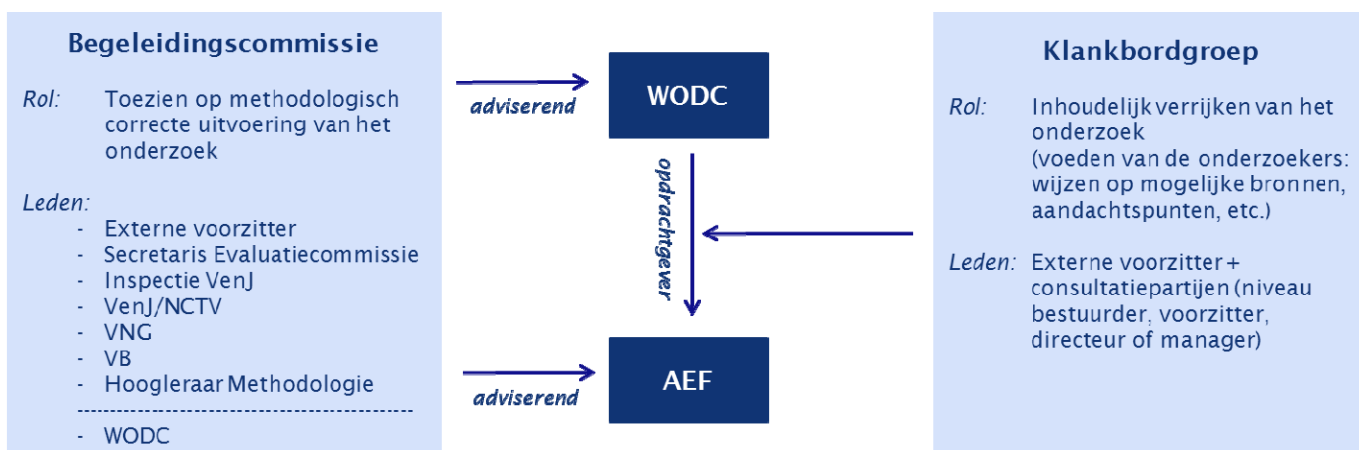 Begeleidingscommissie
Rol: Toezien op methodologisch
correcte uitvoering van het
onderzoek
Leden:
- Externe voorzitter
- Secretaris Evaluatiecommissie
- Inspectie VenJ
- VenJ/NCTV
- VNG
- VB
- Hoogleraar Methodologie
------------------------------------------------
- WODC
adviserend
WODC
opdrachtgever
adviserend
AEF
Klankbordgroep
Rol: Inhoudelijk verrijken van het
onderzoek
(voeden van de onderzoekers:
wijzen op mogelijke bronnen,
aandachtspunten, etc.)
Leden: Externe voorzitter +
consultatiepartijen (niveau
bestuurder, voorzitter,
directeur of manager)